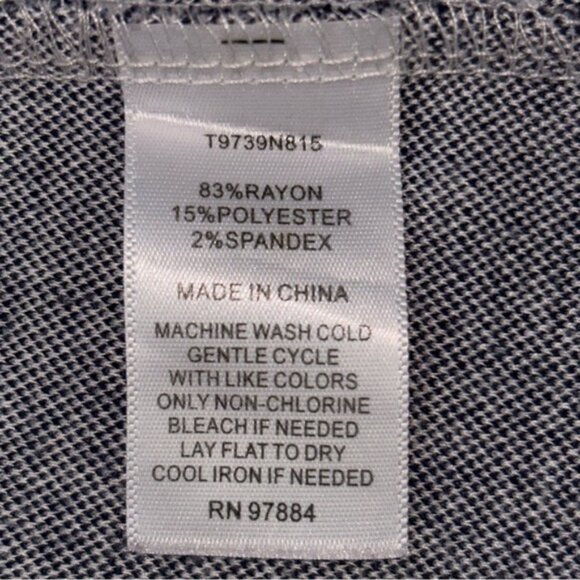 T9739N815
83%RAYON
15%POLYESTER
2%SPANDEX
MADE IN CHINA
MACHINE WASH COLD
GENTLE CYCLE
WITH LIKE COLORS
ONLY NON-CHLORINE
BLEACH IF NEEDED
LAY FLAT TO DRY
COOL IRON IF NEEDED
RN 97884